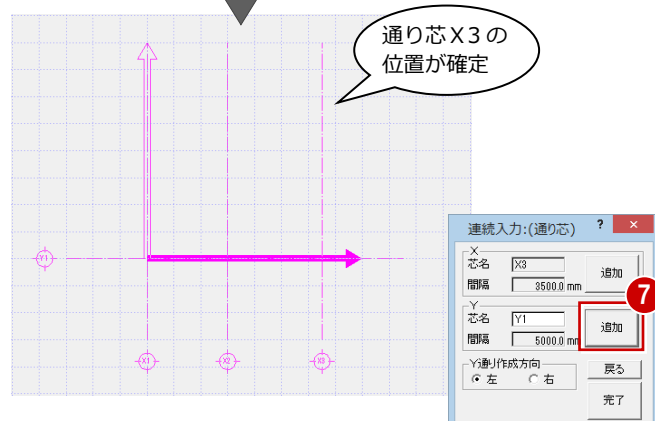 通り芯X3の
位置が確定
Y1
X1
X2
X3
連続入力:(通り芯) ? ×
X
芯名 X3
追加
間隔 3500.0 mm
7
Y
芯名 Y1
追加
間隔 5000.0 mm
Y通り作成方向
左 右
戻る
完了